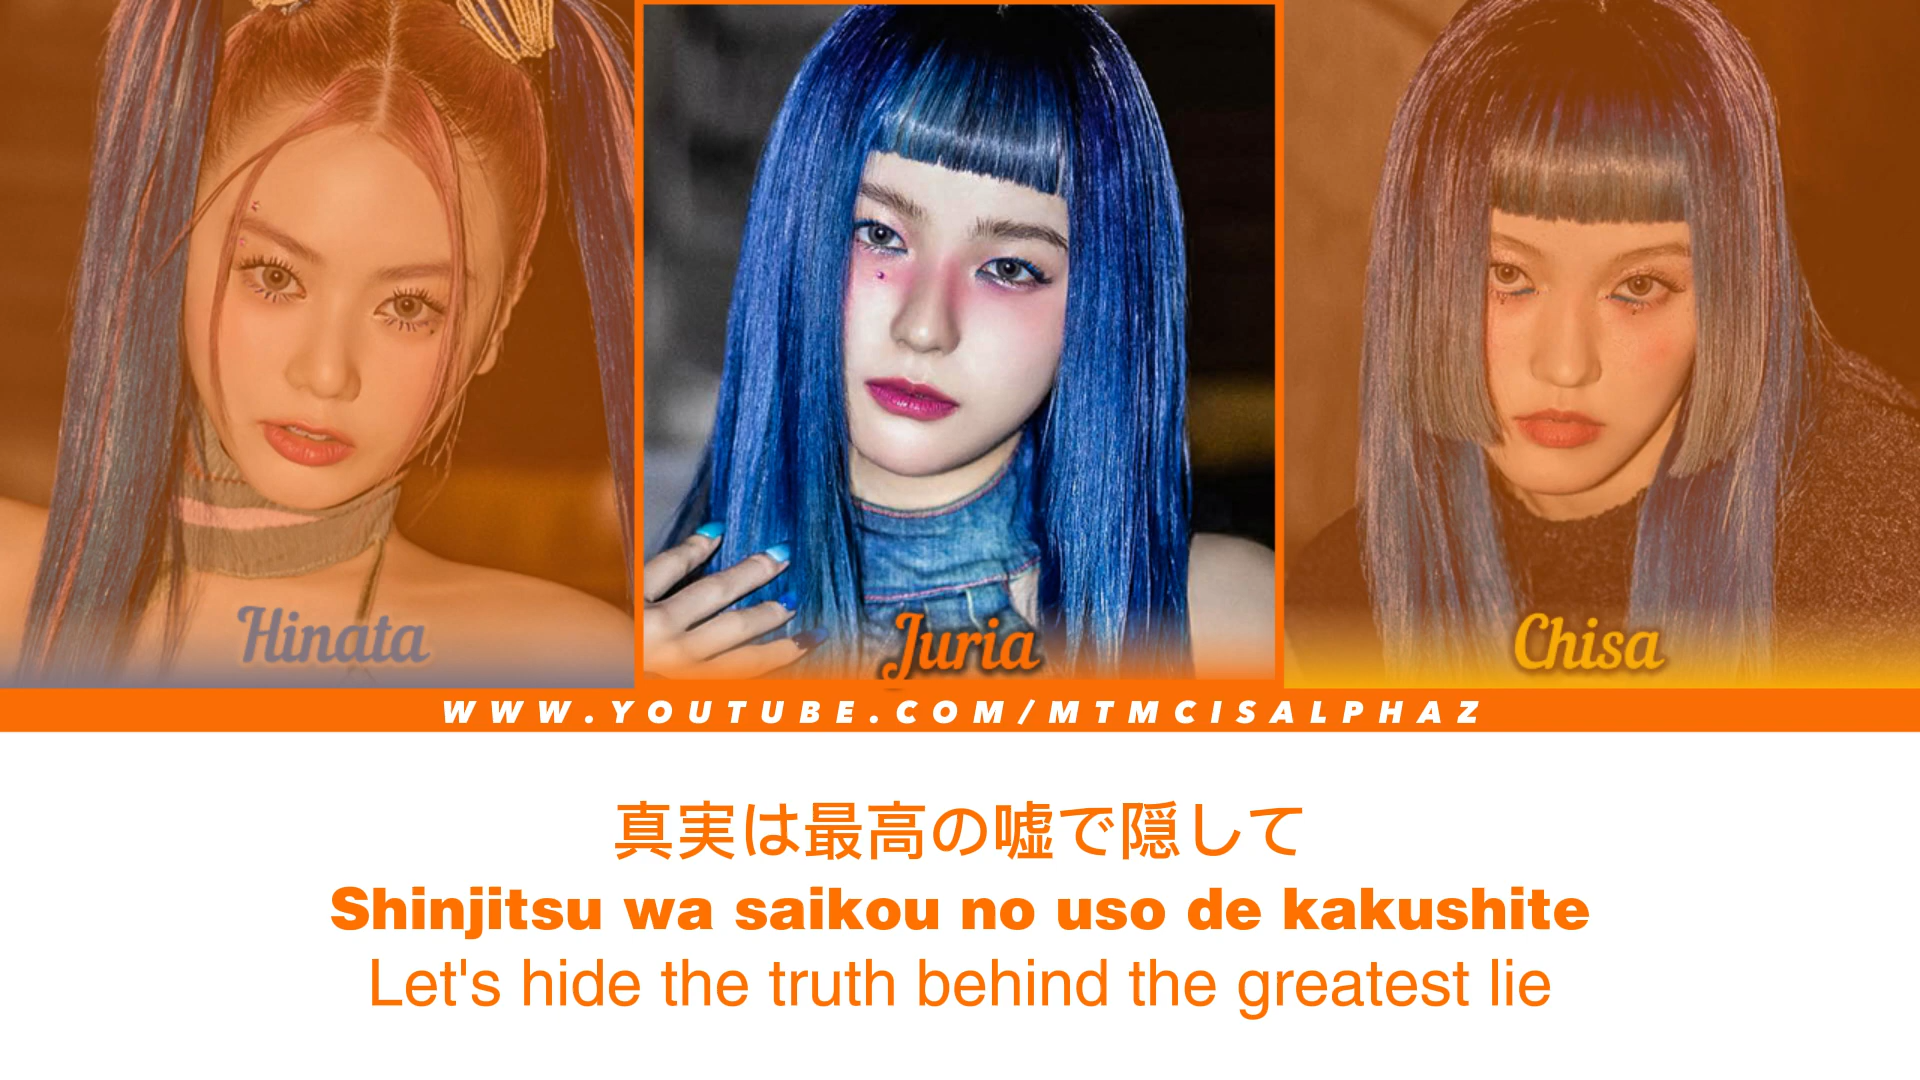 Hinata
Juria
Chisa
WWW.YOUTUBE.COM/MTMCISALPHAZ
真実は最高の嘘で隠して
Shinjitsu wa saikou no uso de kakushite
Let's hide the truth behind the greatest lie